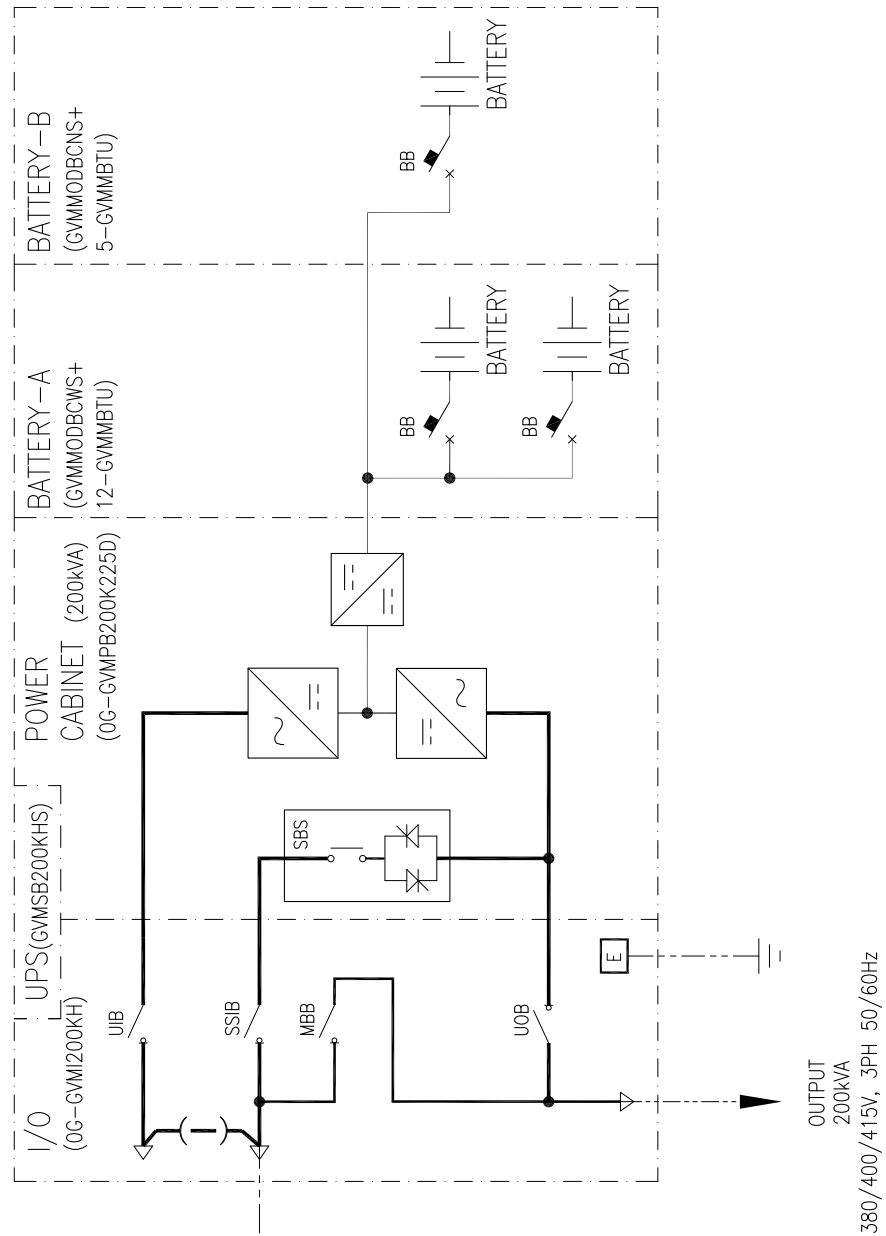 I/O
(0G-GVMI200KH)
UPS(GVMSB200KHS)
POWER
CABINET (200kVA)
(0G-GVMPB200K225D)
BATTERY-A
(GVMMODBCWS+
12-GVMMBTU)
BATTERY-B
(GVMMODBCNS+
5-GVMMBTU)
UIB
SSIB
MBB
UOB
SBS
E
BB
BATTERY
BB
BATTERY
BB
BATTERY
OUTPUT
200kVA
380/400/415V, 3PH 50/60Hz